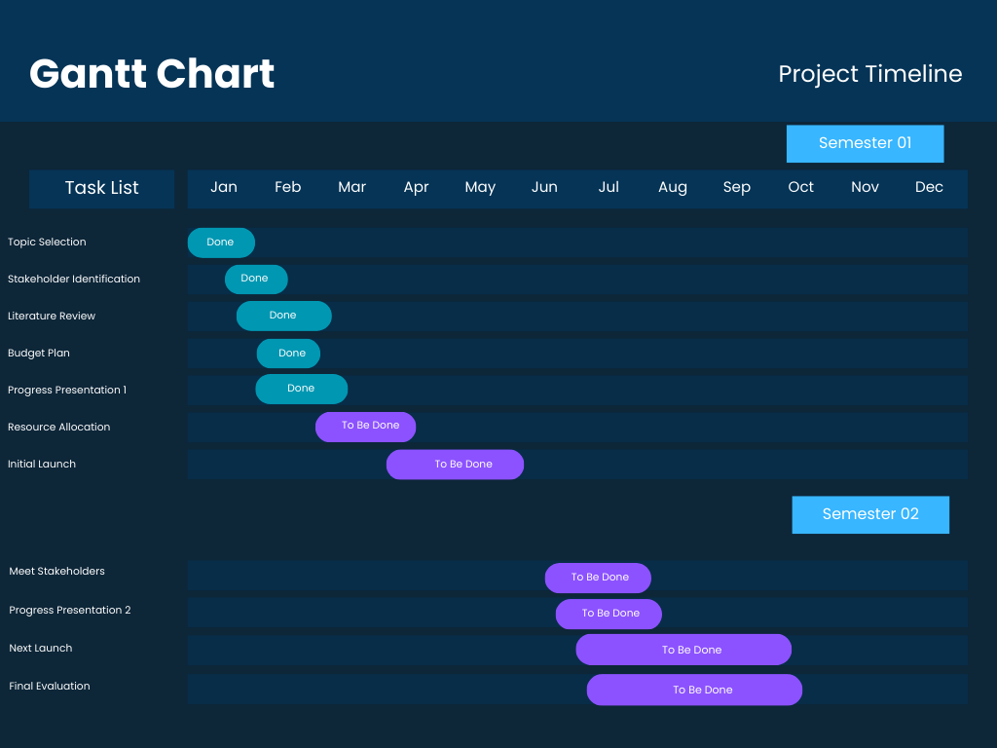 Gantt Chart
Project Timeline
Semester 01
Task List
Jan Feb Mar Apr May Jun Jul Aug Sep Oct Nov Dec
Topic Selection Done
Stakeholder Identification Done
Literature Review Done
Budget Plan Done
Progress Presentation 1 Done
Resource Allocation To Be Done
Initial Launch To Be Done
Semester 02
Meet Stakeholders To Be Done
Progress Presentation 2 To Be Done
Next Launch To Be Done
Final Evaluation To Be Done